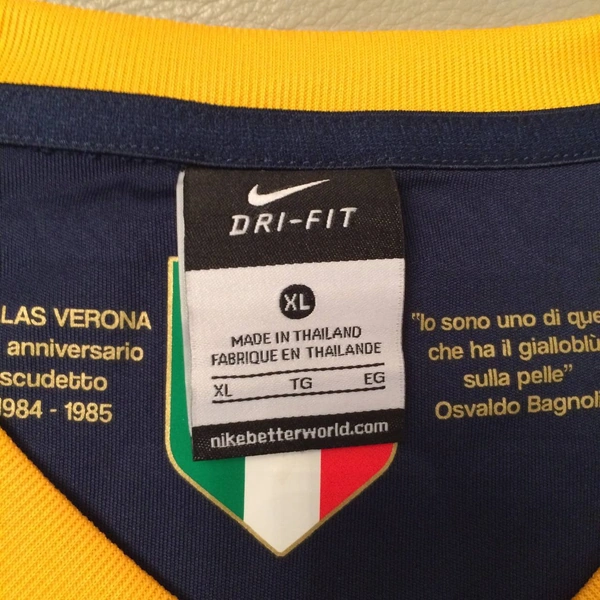 DRI-FIT
XL
MADE IN THAILAND
FABRIQUE EN THAILANDE
XL TG EG
nikebetterworld.com
LAS VERONA
anniversario
scudetto
1984 - 1985
"Io sono uno di que
che ha il gialloblù
sulla pelle"
Osvaldo Bagnoli